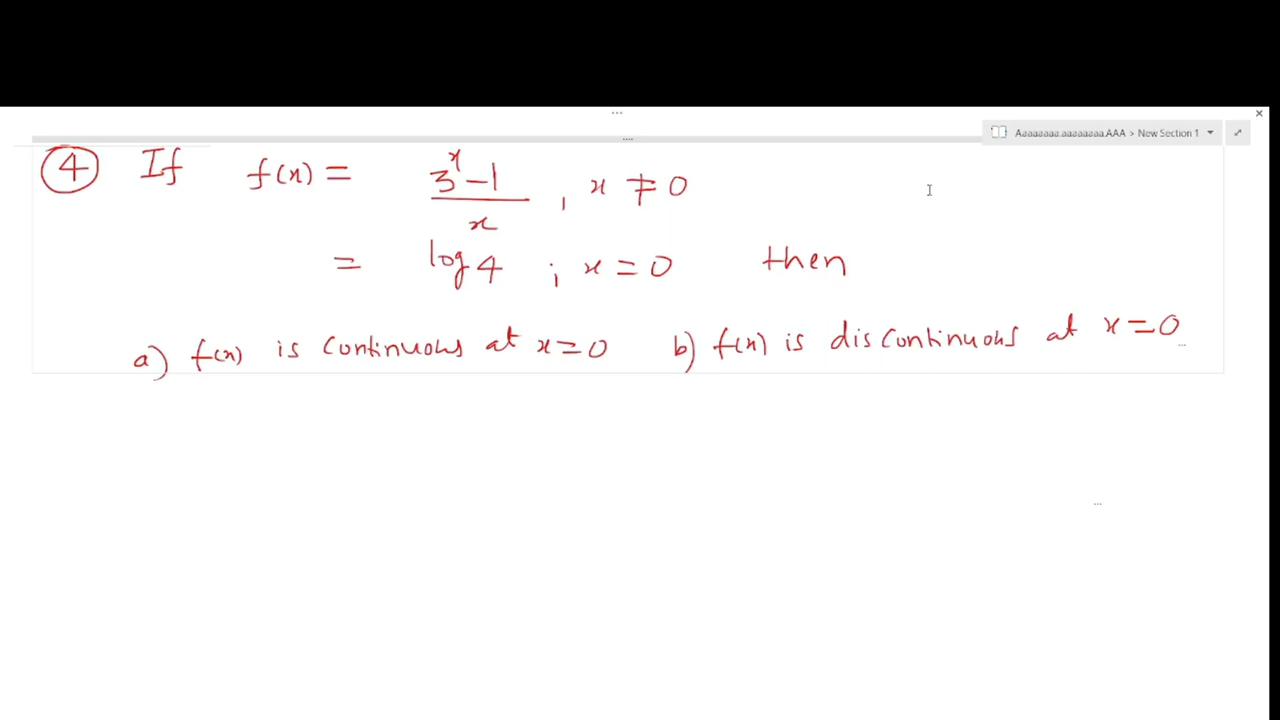 Aaaaaaaa.aaaaaaaa.AAA > New Section 1
④ If f(x) = 3^x - 1
x , x ≠ 0
= log 4 ; x = 0 then
a) f(x) is continuous at x = 0 b) f(x) is discontinuous at x = 0